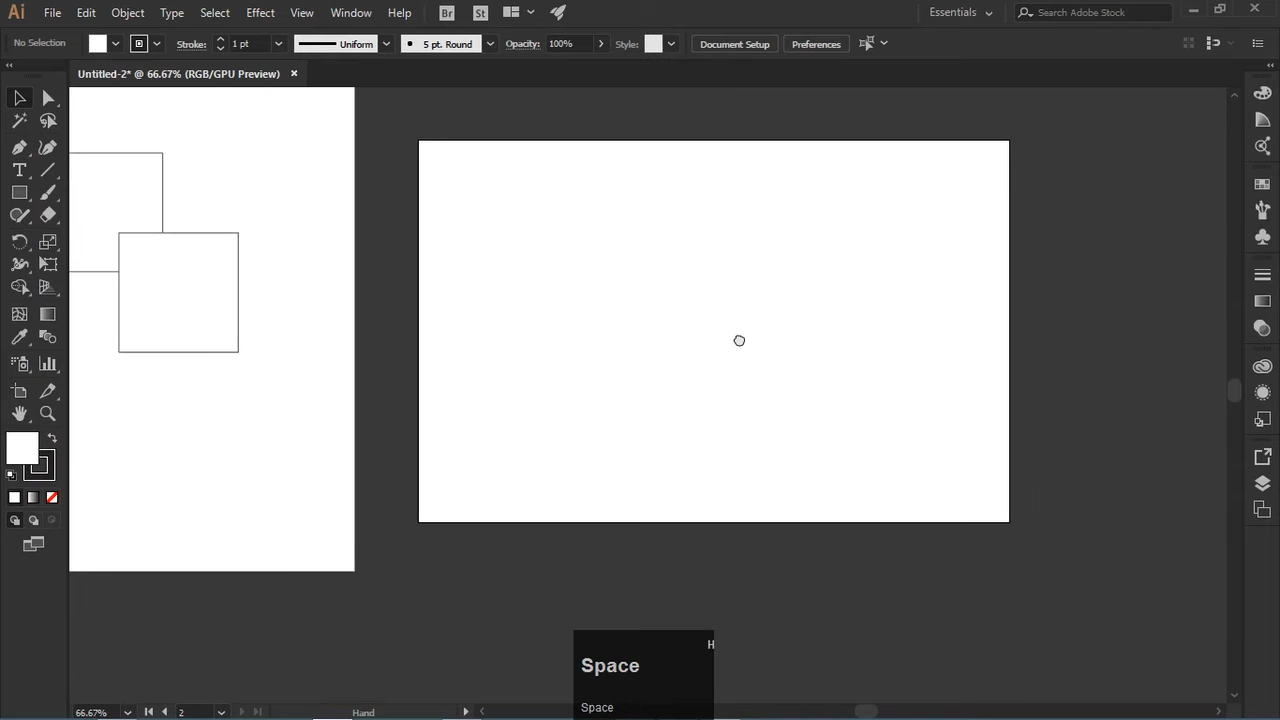 Ai File Edit Object Type Select Effect View Window Help Br St Essentials Search Adobe Stock
No Selection Stroke: 1 pt Uniform 5 pt. Round Opacity: 100% Style: Document Setup Preferences
Untitled-2* @ 66.67% (RGB/GPU Preview)
H
Space
Space
66.67% 2 Hand